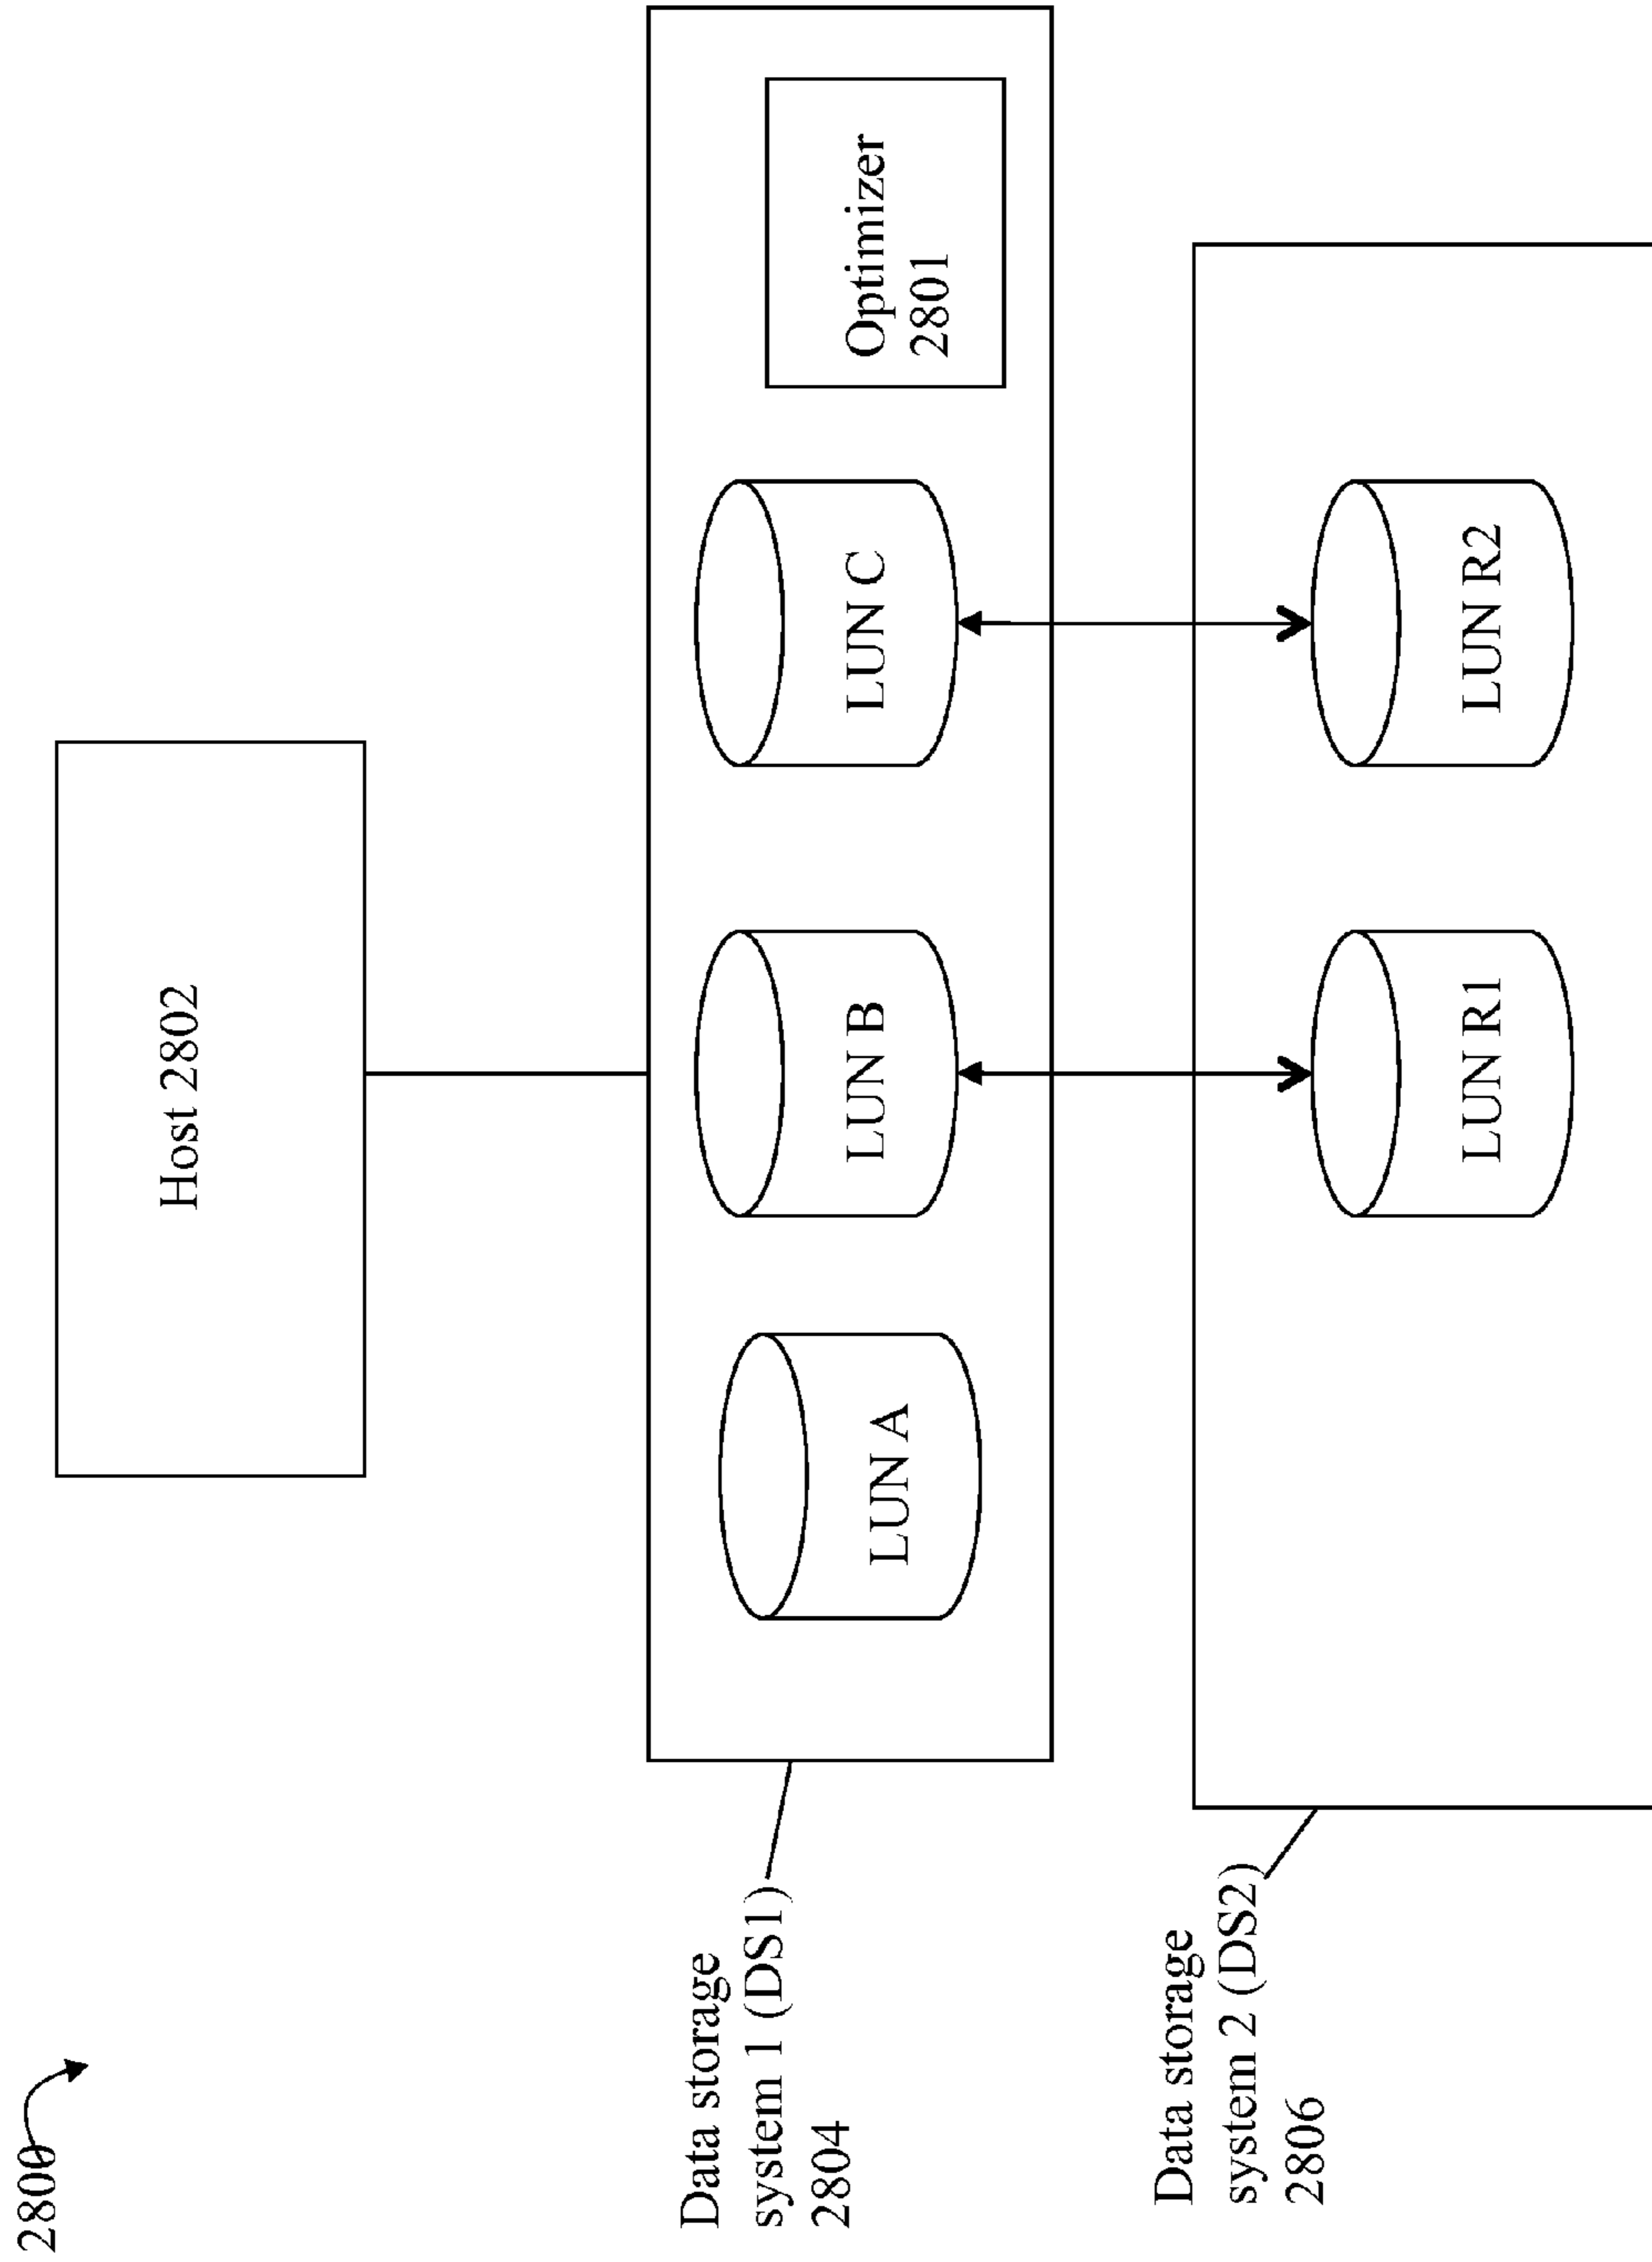 2800
Host 2802
Data storage
system 1 (DS1)
2804
LUN A
LUN B
LUN C
Optimizer
2801
Data storage
system 2 (DS2)
2806
LUN R1
LUN R2